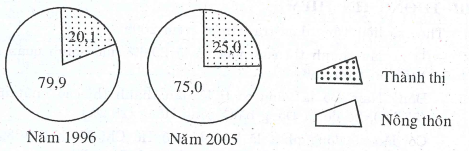 20,1
79,9
25,0
75,0
Thành thị
Nông thôn
Năm 1996
Năm 2005